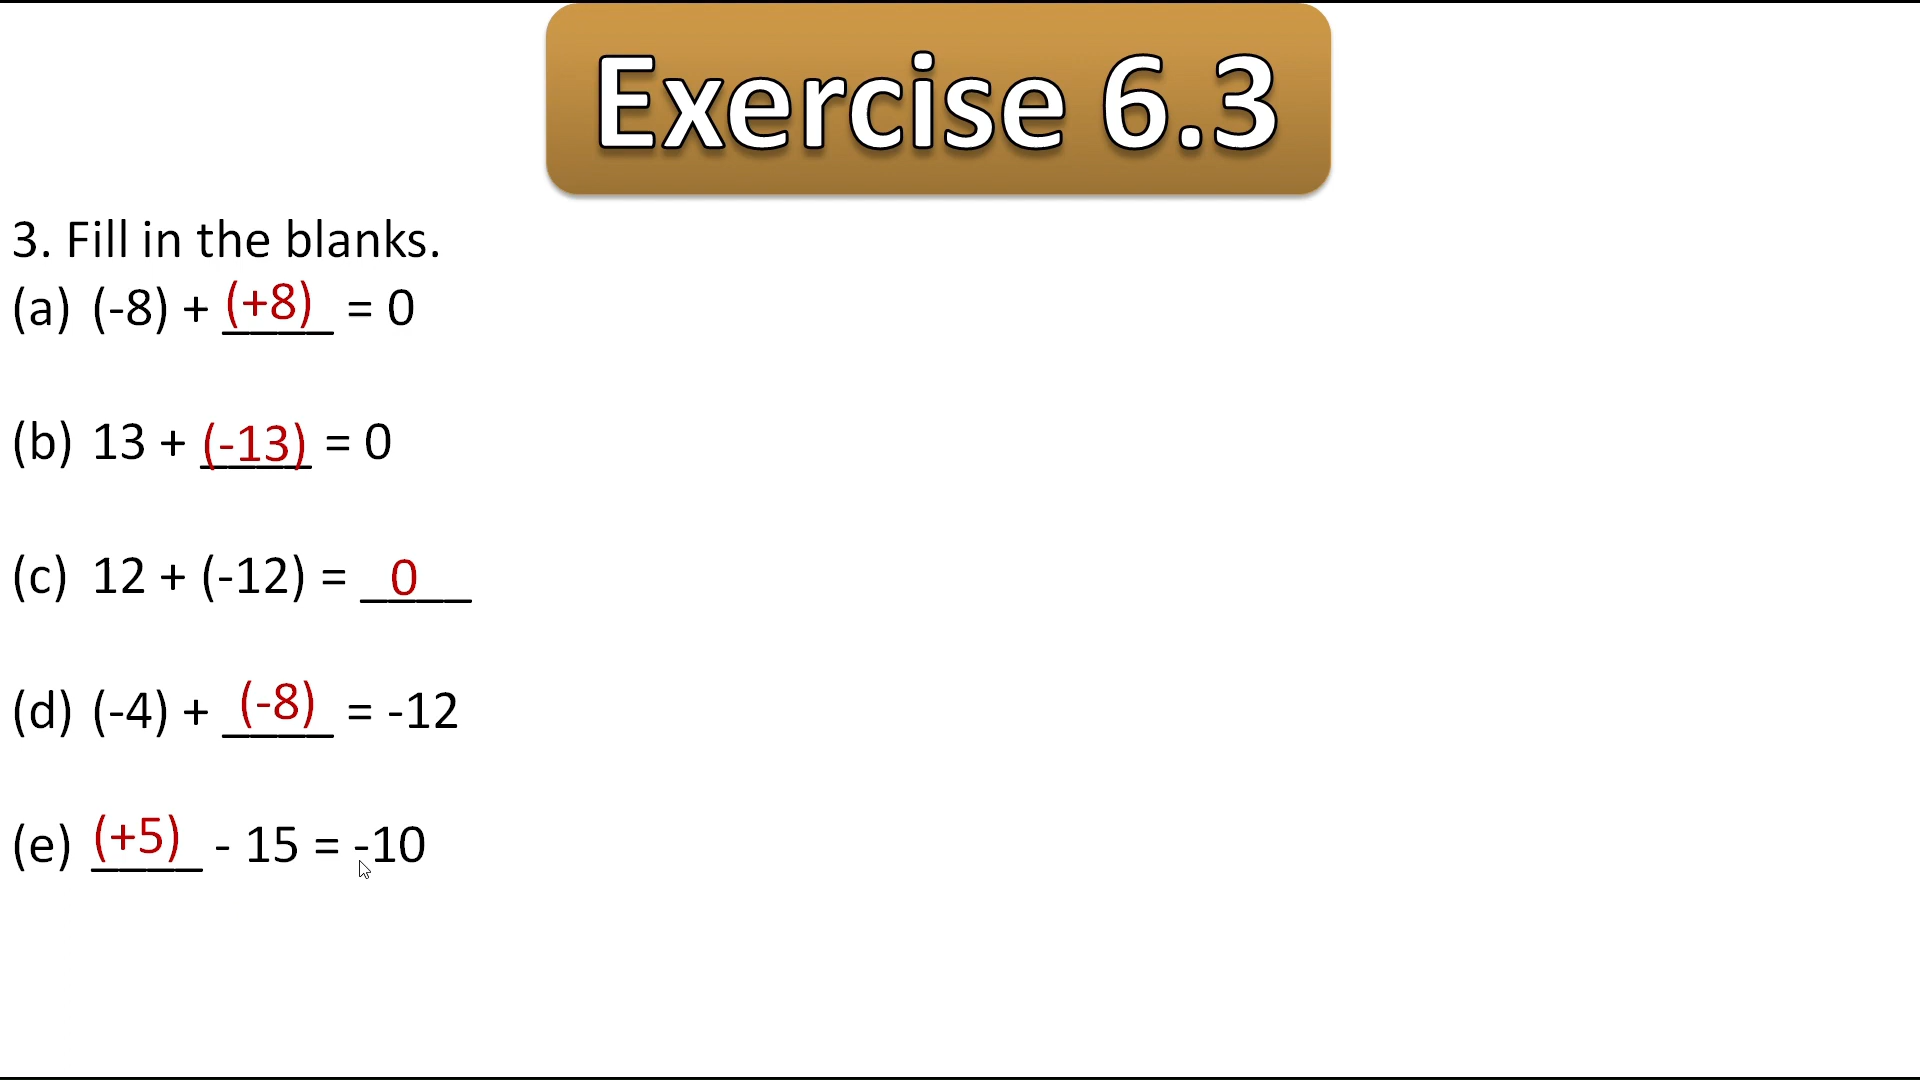 Exercise 6.3
3. Fill in the blanks.
(a) (-8) + (+8) = 0
(b) 13 + (-13) = 0
(c) 12 + (-12) = 0
(d) (-4) + (-8) = -12
(e) (+5) - 15 = -10